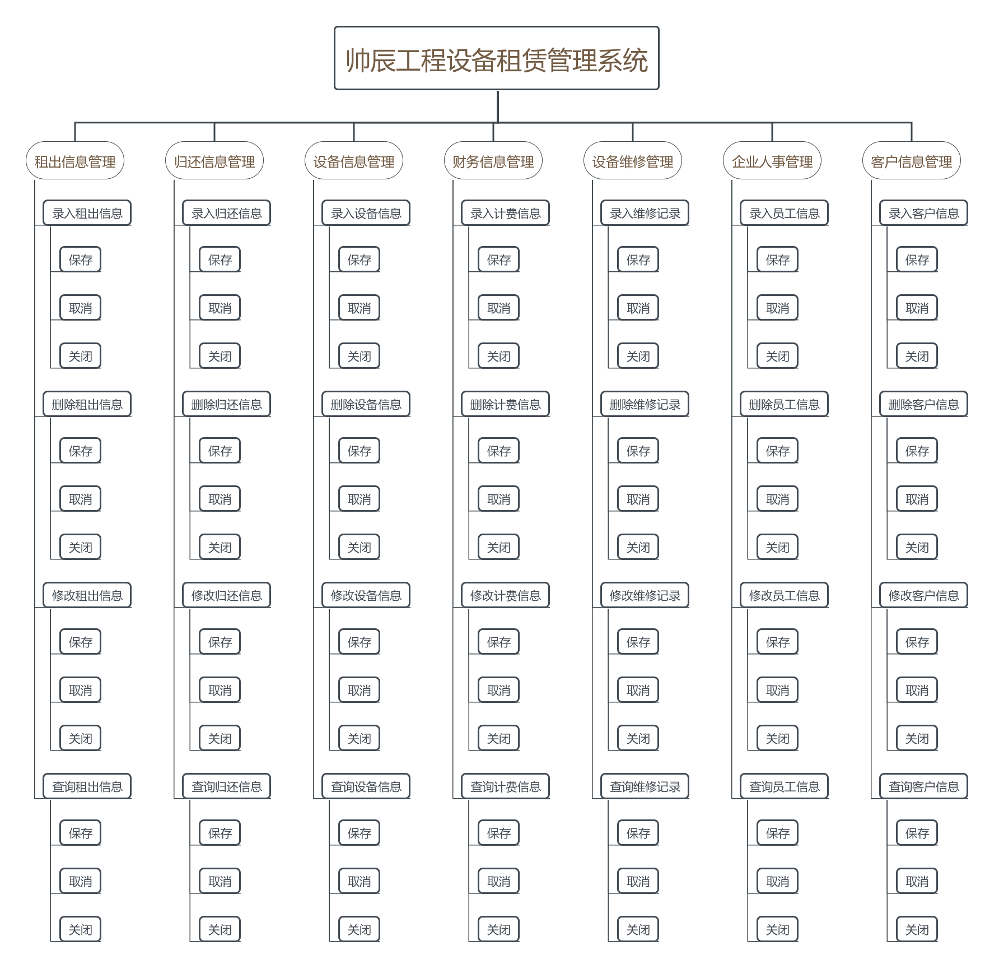 帅辰工程设备租赁管理系统
租出信息管理 归还信息管理 设备信息管理 财务信息管理 设备维修管理 企业人事管理 客户信息管理
录入租出信息 录入归还信息 录入设备信息 录入计费信息 录入维修记录 录入员工信息 录入客户信息
保存 保存 保存 保存 保存 保存 保存
取消 取消 取消 取消 取消 取消 取消
关闭 关闭 关闭 关闭 关闭 关闭 关闭
删除租出信息 删除归还信息 删除设备信息 删除计费信息 删除维修记录 删除员工信息 删除客户信息
保存 保存 保存 保存 保存 保存 保存
取消 取消 取消 取消 取消 取消 取消
关闭 关闭 关闭 关闭 关闭 关闭 关闭
修改租出信息 修改归还信息 修改设备信息 修改计费信息 修改维修记录 修改员工信息 修改客户信息
保存 保存 保存 保存 保存 保存 保存
取消 取消 取消 取消 取消 取消 取消
关闭 关闭 关闭 关闭 关闭 关闭 关闭
查询租出信息 查询归还信息 查询设备信息 查询计费信息 查询维修记录 查询员工信息 查询客户信息
保存 保存 保存 保存 保存 保存 保存
取消 取消 取消 取消 取消 取消 取消
关闭 关闭 关闭 关闭 关闭 关闭 关闭